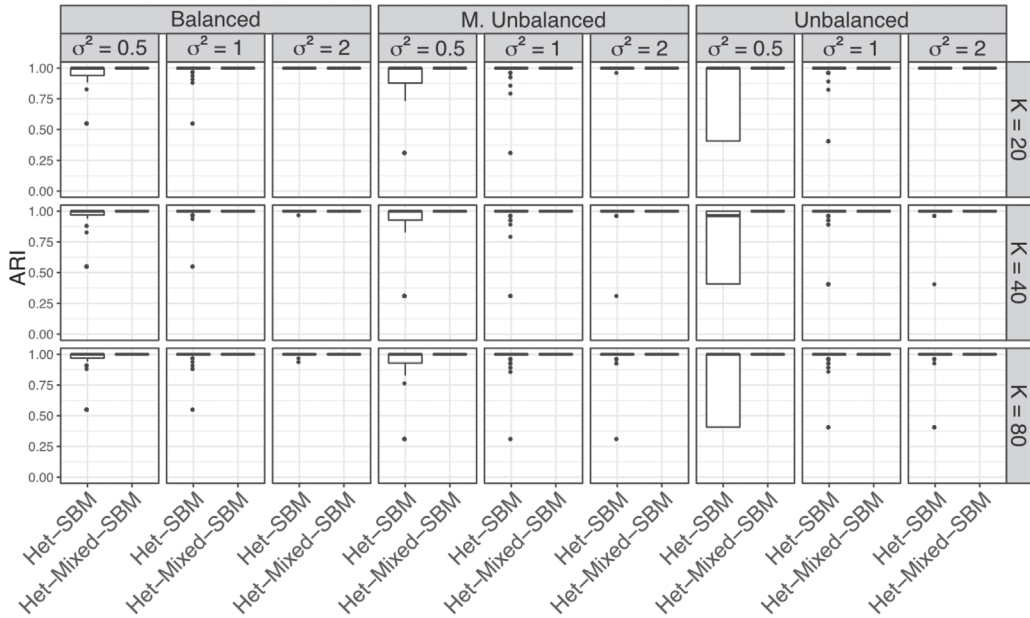 Balanced M. Unbalanced Unbalanced
σ² = 0.5 σ² = 1 σ² = 2 σ² = 0.5 σ² = 1 σ² = 2 σ² = 0.5 σ² = 1 σ² = 2
1.00
0.75
0.50
0.25
0.00
K = 20
1.00
0.75
0.50
0.25
0.00
K = 40
ARI
1.00
0.75
0.50
0.25
0.00
K = 80
Het−SBM Het−Mixed−SBM Het−SBM Het−Mixed−SBM Het−SBM Het−Mixed−SBM Het−SBM Het−Mixed−SBM Het−SBM Het−Mixed−SBM Het−SBM Het−Mixed−SBM Het−SBM Het−Mixed−SBM Het−SBM Het−Mixed−SBM Het−SBM Het−Mixed−SBM